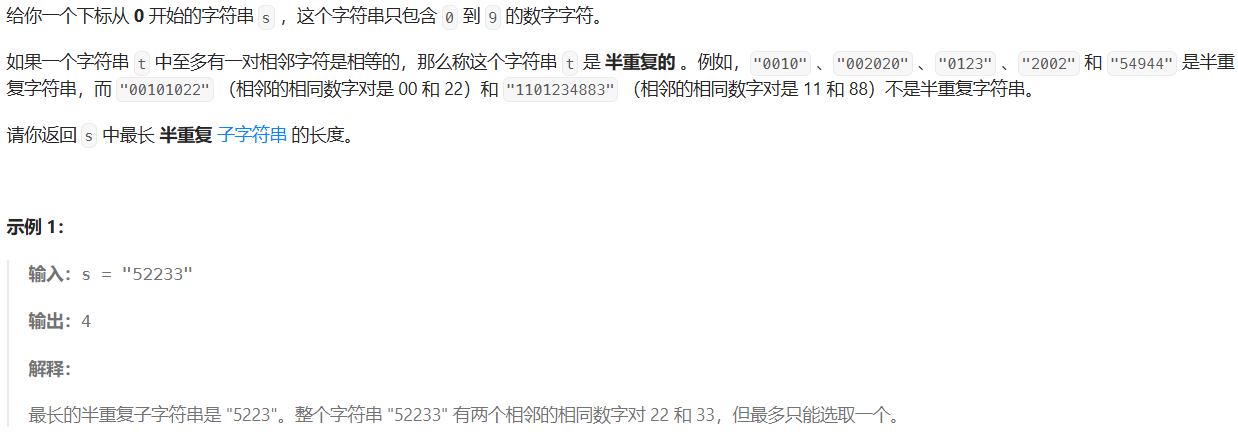 给你一个下标从 0 开始的字符串 s ，这个字符串只包含 0 到 9 的数字字符。
如果一个字符串 t 中至多有一对相邻字符是相等的，那么称这个字符串 t 是 半重复的 。例如，"0010" 、"002020" 、"0123" 、"2002" 和 "54944" 是半重
复字符串，而 "00101022" （相邻的相同数字对是 00 和 22）和 "1101234883" （相邻的相同数字对是 11 和 88）不是半重复字符串。
请你返回 s 中最长 半重复 子字符串 的长度。
示例 1：
输入：s = "52233"
输出：4
解释：
最长的半重复子字符串是 "5223"。整个字符串 "52233" 有两个相邻的相同数字对 22 和 33，但最多只能选取一个。